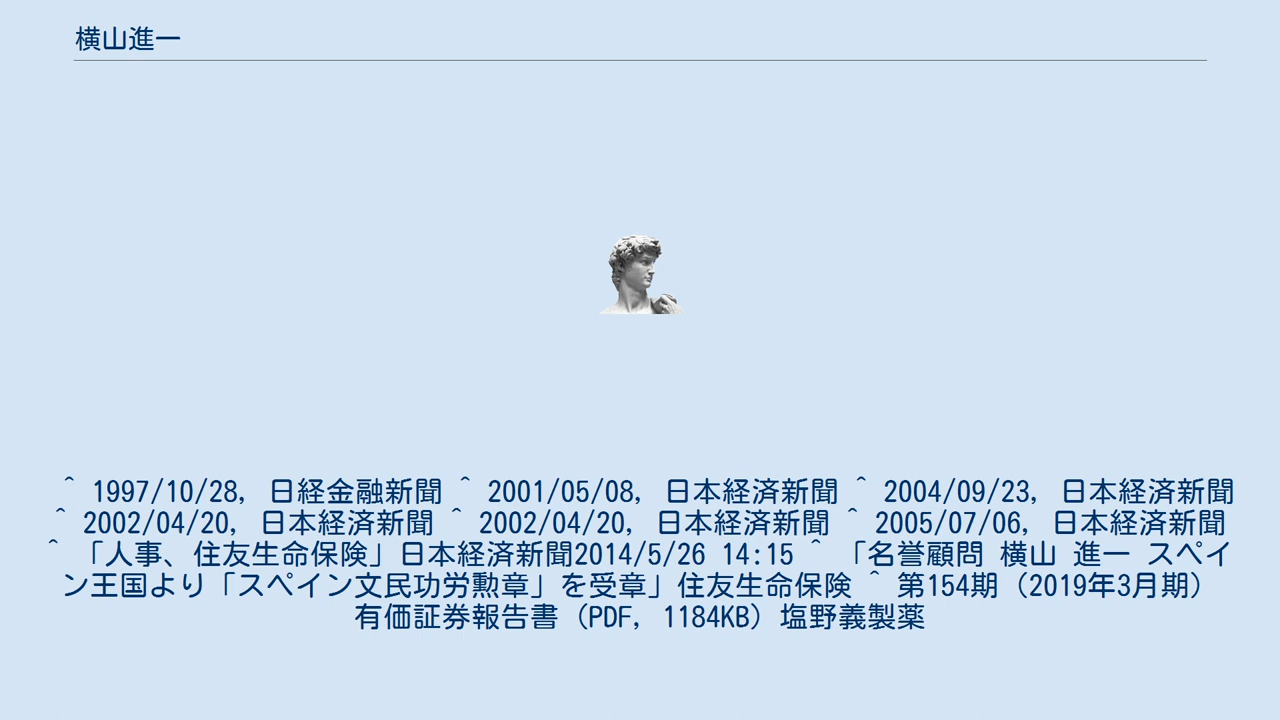 横山進一
^ 1997/10/28, 日経金融新聞 ^ 2001/05/08, 日本経済新聞 ^ 2004/09/23, 日本経済新聞
^ 2002/04/20, 日本経済新聞 ^ 2002/04/20, 日本経済新聞 ^ 2005/07/06, 日本経済新聞
^ 「人事、住友生命保険」日本経済新聞2014/5/26 14:15 ^ 「名誉顧問 横山 進一 スペイ
ン王国より「スペイン文民功労勲章」を受章」住友生命保険 ^ 第154期（2019年3月期）
有価証券報告書（PDF, 1184KB）塩野義製薬